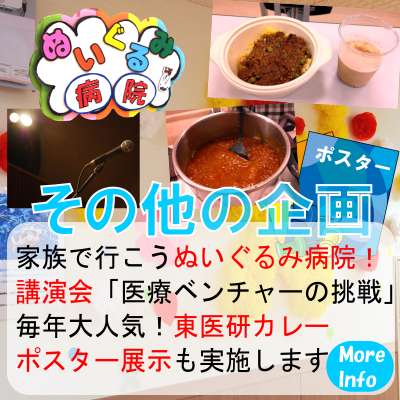 ぬいぐるみ
病院
ポスター
その他の企画
家族で行こうぬいぐるみ病院！
講演会「医療ベンチャーの挑戦」
毎年大人気！東医研カレー
ポスター展示も実施します
More
Info